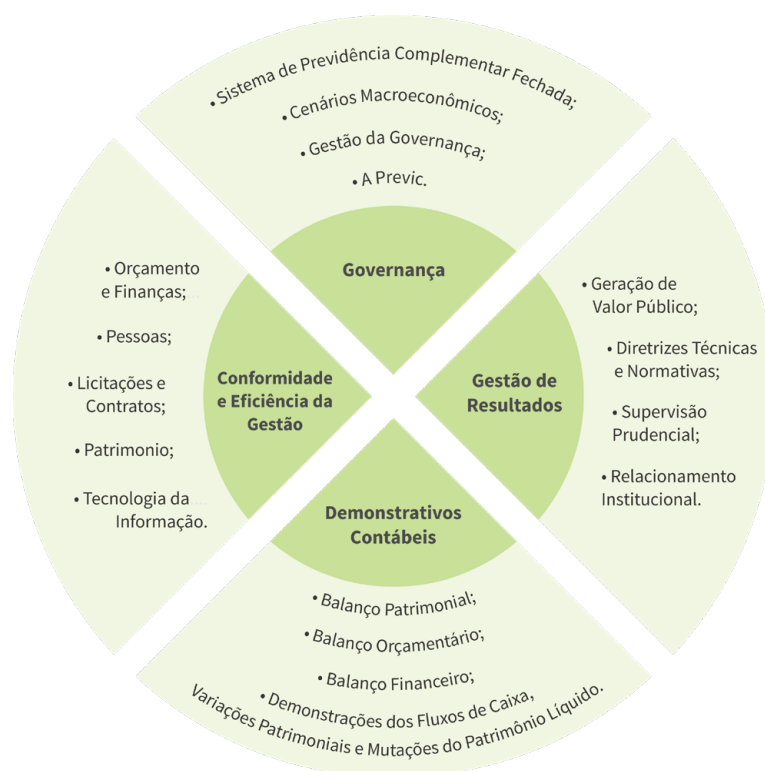 • Sistema de Previdência Complementar Fechada;
• Cenários Macroeconômicos;
• Gestão da Governança;
• A Previc.
Governança
• Geração de
Valor Público;
• Diretrizes Técnicas
e Normativas;
• Supervisão
Prudencial;
• Relacionamento
Institucional.
Gestão de
Resultados
Demonstrativos
Contábeis
• Balanço Patrimonial;
• Balanço Orçamentário;
• Balanço Financeiro;
• Demonstrações dos Fluxos de Caixa,
Variações Patrimoniais e Mutações do Patrimônio Líquido.
• Orçamento
e Finanças;
• Pessoas;
• Licitações e
Contratos;
• Patrimonio;
• Tecnologia da
Informação.
Conformidade
e Eficiência da
Gestão